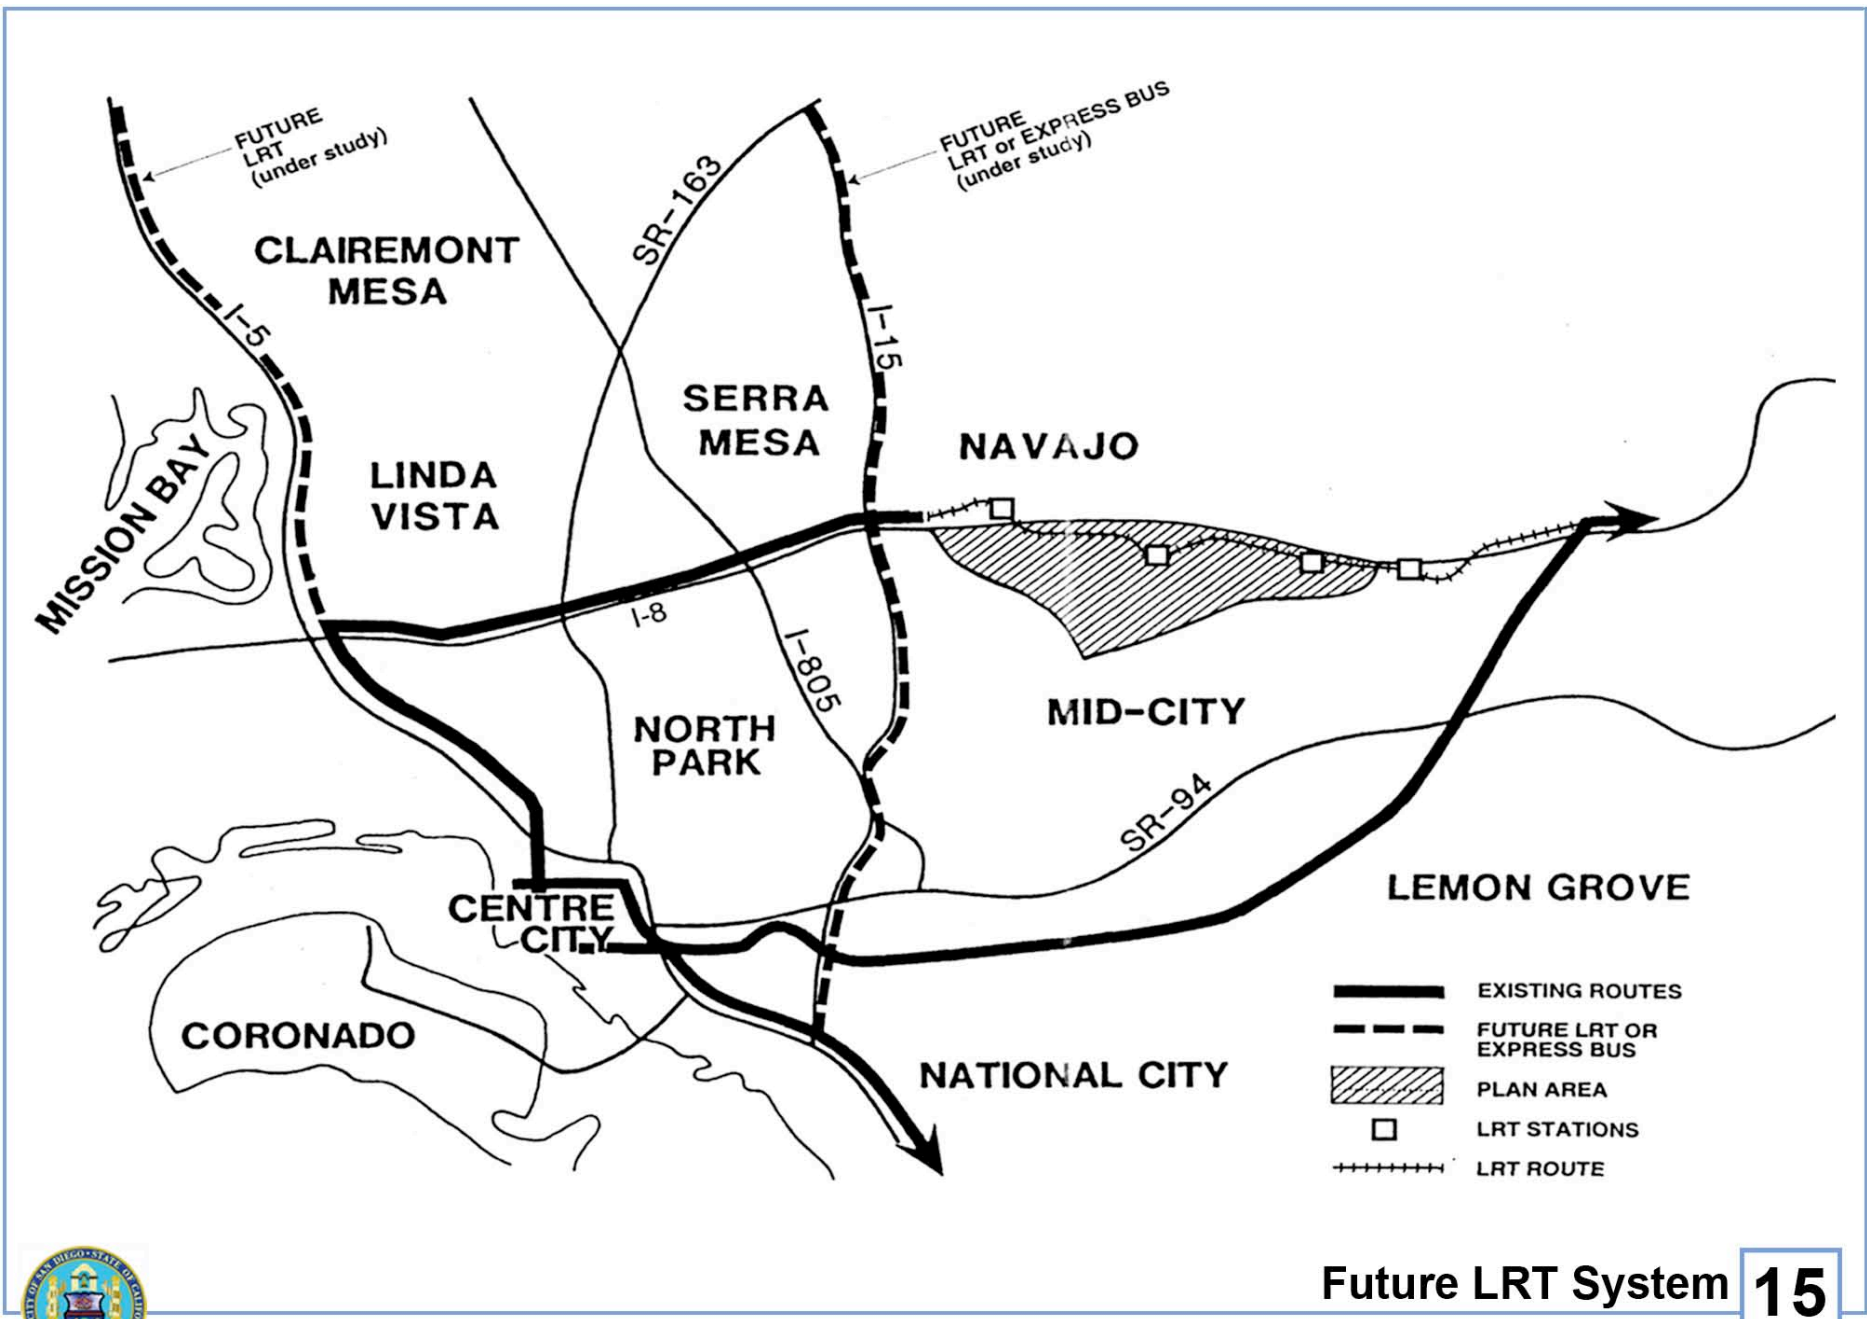 FUTURE
LRT
(under study)
FUTURE
LRT or EXPRESS BUS
(under study)
SR-163
CLAIREMONT
MESA
I-5
I-15
SERRA
MESA
NAVAJO
LINDA
VISTA
MISSION BAY
I-8
I-805
NORTH
PARK
MID-CITY
SR-94
CENTRE
CITY
LEMON GROVE
CORONADO
NATIONAL CITY
EXISTING ROUTES
FUTURE LRT OR
EXPRESS BUS
PLAN AREA
LRT STATIONS
LRT ROUTE
Future LRT System
15